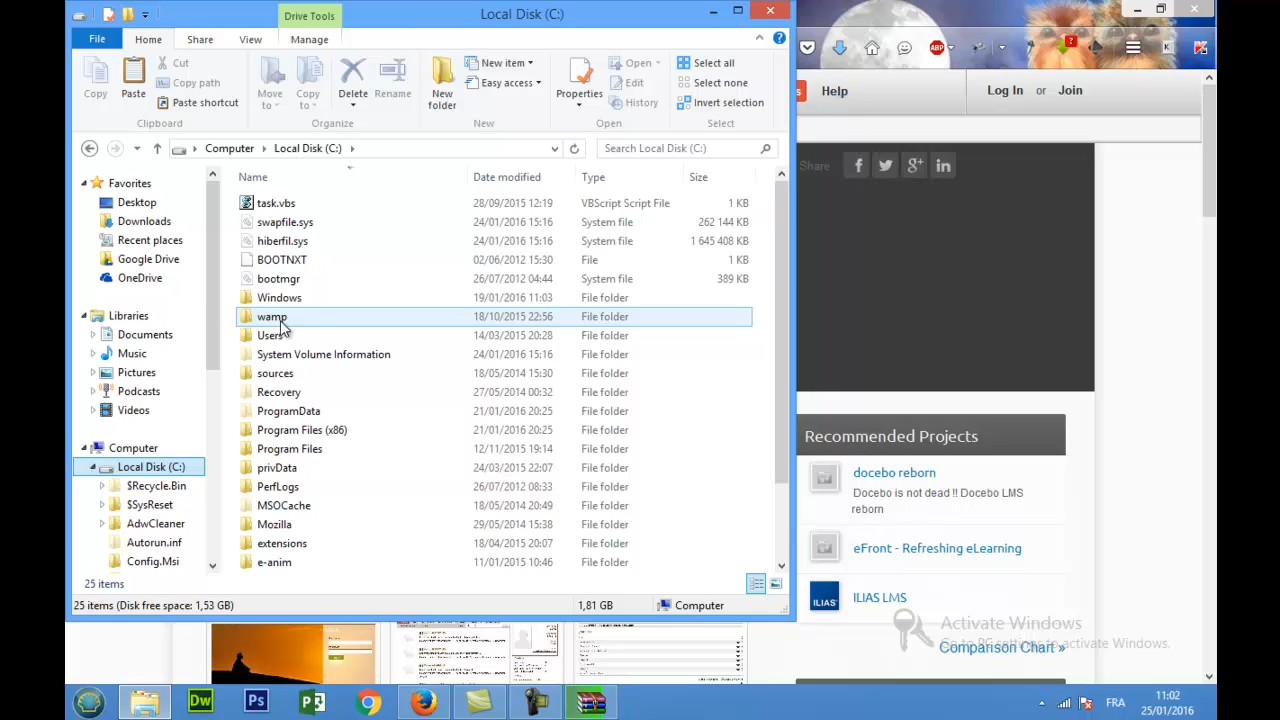 Drive Tools
Local Disk (C:)
File
Home
Share
View
Manage
Copy
Paste
Cut
Copy path
Paste shortcut
Clipboard
Move to
Copy to
Delete
Rename
Organize
New folder
New item
Easy access
New
Properties
Open
Edit
History
Open
Select all
Select none
Invert selection
Select
Computer
Local Disk (C:)
Search Local Disk (C:)
Favorites
Desktop
Downloads
Recent places
Google Drive
OneDrive
Libraries
Documents
Music
Pictures
Podcasts
Videos
Computer
Local Disk (C:)
$Recycle.Bin
$SysReset
AdwCleaner
Autorun.inf
Config.Msi
Name Date modified Type Size
task.vbs 28/09/2015 12:19 VBScript Script File 1 KB
swapfile.sys 24/01/2016 15:16 System file 262 144 KB
hiberfil.sys 24/01/2016 15:16 System file 1 645 408 KB
BOOTNXT 02/06/2012 15:30 File 1 KB
bootmgr 26/07/2012 04:44 System file 389 KB
Windows 19/01/2016 11:03 File folder
wamp 18/10/2015 22:56 File folder
Users 14/03/2015 20:28 File folder
System Volume Information 24/01/2016 15:16 File folder
sources 18/05/2014 15:30 File folder
Recovery 27/05/2014 00:32 File folder
ProgramData 21/01/2016 20:25 File folder
Program Files (x86) 21/01/2016 20:25 File folder
Program Files 12/11/2015 19:14 File folder
privData 24/03/2015 22:07 File folder
PerfLogs 26/07/2012 08:33 File folder
MSOCache 18/05/2014 20:49 File folder
Mozilla 29/05/2014 15:38 File folder
extensions 18/04/2015 20:07 File folder
e-anim 11/01/2015 10:46 File folder
25 items
25 items (Disk free space: 1,53 GB) 1,81 GB Computer
ABP
?
K
Help
Log In or Join
Share
Recommended Projects
docebo reborn
Docebo is not dead !! Docebo LMS
reborn
eFront - Refreshing eLearning
ILIAS
ILIAS LMS
Activate Windows
Go to PC settings to activate Windows.
Comparison Chart »
Dw
Ps
FRA
11:02
25/01/2016